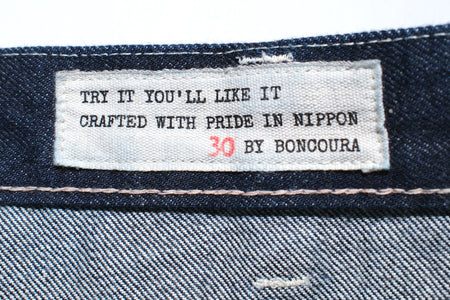 TRY IT YOU'LL LIKE IT
CRAFTED WITH PRIDE IN NIPPON
30 BY BONCOURA